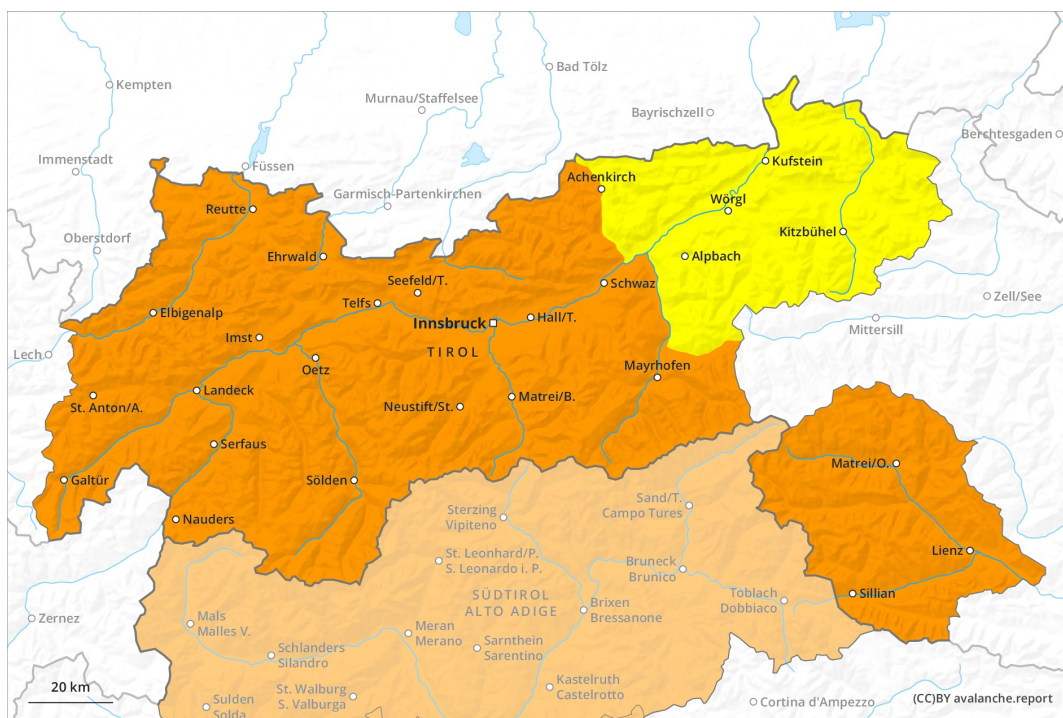 Kempten
Bad Tölz
Murnau/Staffelsee
Bayrischzell
Berchtesgaden
Immenstadt
Füssen
Kufstein
Garmisch-Partenkirchen
Achenkirch
Reutte
Wörgl
Oberstdorf
Kitzbühel
Ehrwald
Alpbach
Seefeld/T.
Schwaz
Zell/See
Telfs
Elbigenalp
Hall/T.
Innsbruck
Mittersill
Imst
Lech
TIROL
Oetz
Mayrhofen
Landeck
St. Anton/A.
Matrei/B.
Neustift/St.
Serfaus
Matrei/O.
Galtür
Sölden
Sand/T.
Campo Tures
Sterzing
Vipiteno
Nauders
Lienz
St. Leonhard/P.
S. Leonardo i. P.
Bruneck
Brunico
Sillian
SÜDTIROL
ALTO ADIGE
Toblach
Dobbiaco
Brixen
Bressanone
Zernez
Mals
Malles V.
Meran
Merano
Sarnthein
Sarentino
Schlanders
Silandro
20 km
Kastelruth
Castelrotto
St. Walburg
S. Valburga
Sulden
Solda
Cortina d'Ampezzo
(CC)BY avalanche.report